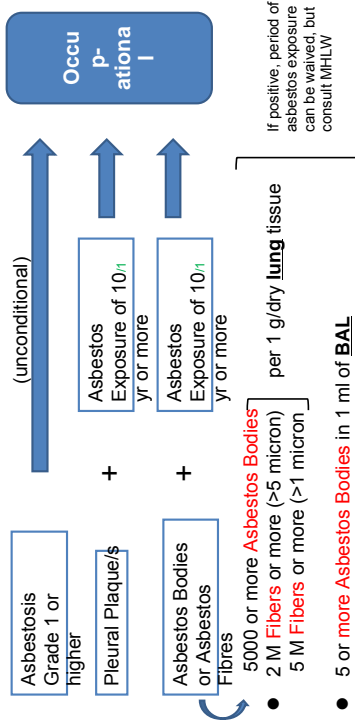 (unconditional)
Asbestosis
Grade 1 or
higher
Pleural Plaque/s
+
Asbestos
Exposure of 10/1
yr or more
Asbestos Bodies
or Asbestos
Fibres
+
Asbestos
Exposure of 10/1
yr or more
Occu
p-
ationa
l
5000 or more Asbestos Bodies
● 2 M Fibers or more (>5 micron)
5 M Fibers or more (>1 micron
per 1 g/dry lung tissue
● 5 or more Asbestos Bodies in 1 ml of BAL
If positive, period of
asbestos exposure
can be waived, but
consult MHLW